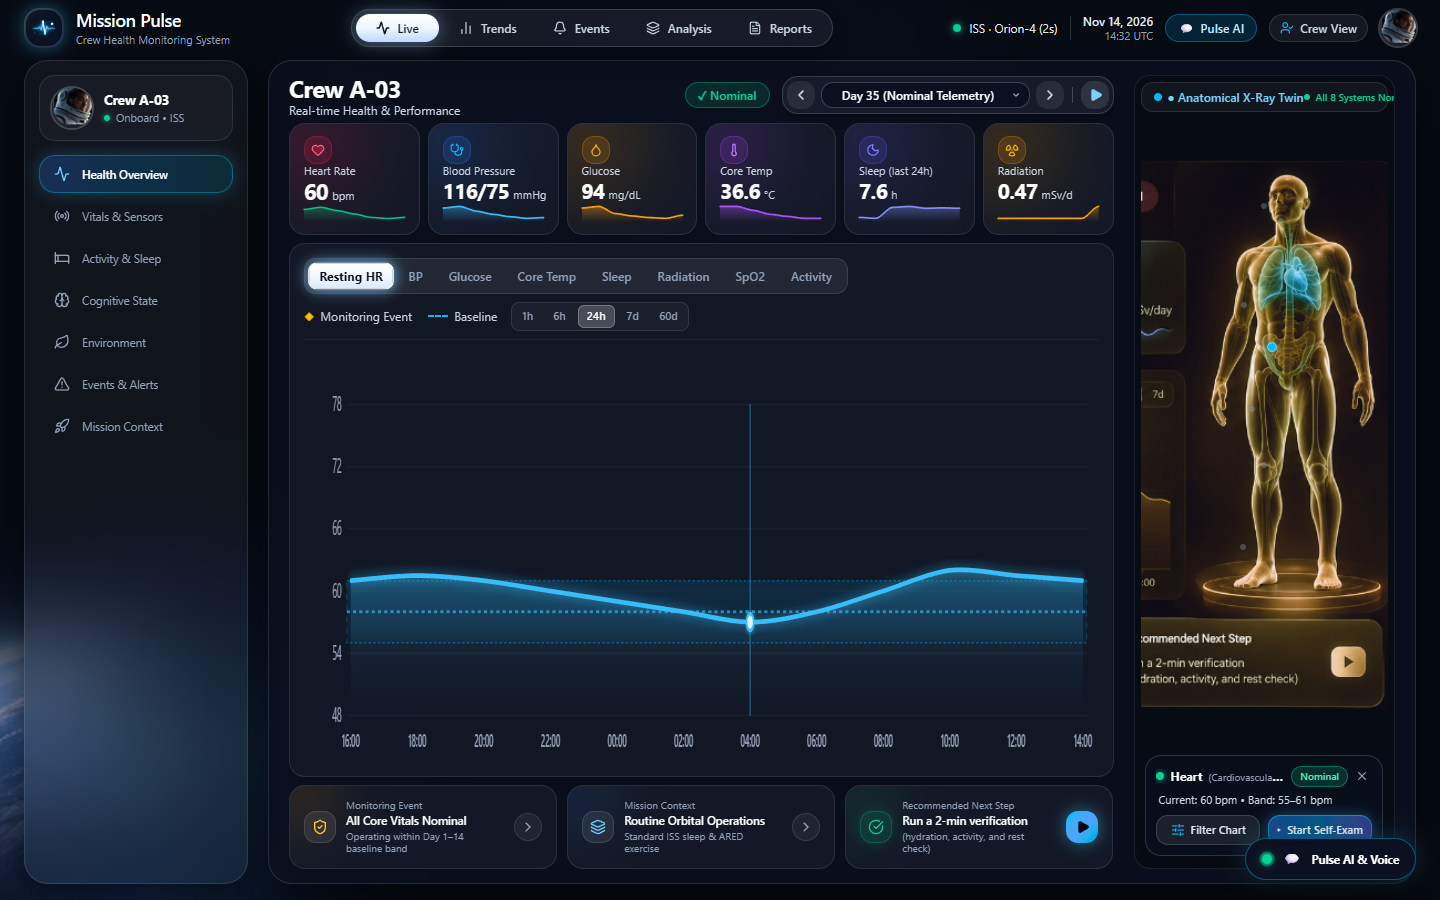 Mission Pulse
Crew Health Monitoring System
Live
Trends
Events
Analysis
Reports
ISS · Orion-4 (2s)
Nov 14, 2026
14:32 UTC
Pulse AI
Crew View
Crew A-03
Onboard • ISS
Health Overview
Vitals & Sensors
Activity & Sleep
Cognitive State
Environment
Events & Alerts
Mission Context
Crew A-03
Real-time Health & Performance
✓ Nominal
Day 35 (Nominal Telemetry)
Heart Rate
60 bpm
Blood Pressure
116/75 mmHg
Glucose
94 mg/dL
Core Temp
36.6 °C
Sleep (last 24h)
7.6 h
Radiation
0.47 mSv/d
Resting HR
BP
Glucose
Core Temp
Sleep
Radiation
SpO2
Activity
Monitoring Event
Baseline
1h
6h
24h
7d
60d
78
72
66
60
54
48
16:00
18:00
20:00
22:00
00:00
02:00
04:00
06:00
08:00
10:00
12:00
14:00
Monitoring Event
All Core Vitals Nominal
Operating within Day 1–14
baseline band
Mission Context
Routine Orbital Operations
Standard ISS sleep & ARED
exercise
Recommended Next Step
Run a 2-min verification
(hydration, activity, and rest
check)
• Anatomical X-Ray Twin
All 8 Systems Nor
Sv/day
7d
:00
ommended Next Step
n a 2-min verification
dration, activity, and rest check)
Heart (Cardiovascula...
Nominal
Current: 60 bpm • Band: 55–61 bpm
Filter Chart
Start Self-Exam
Pulse AI & Voice